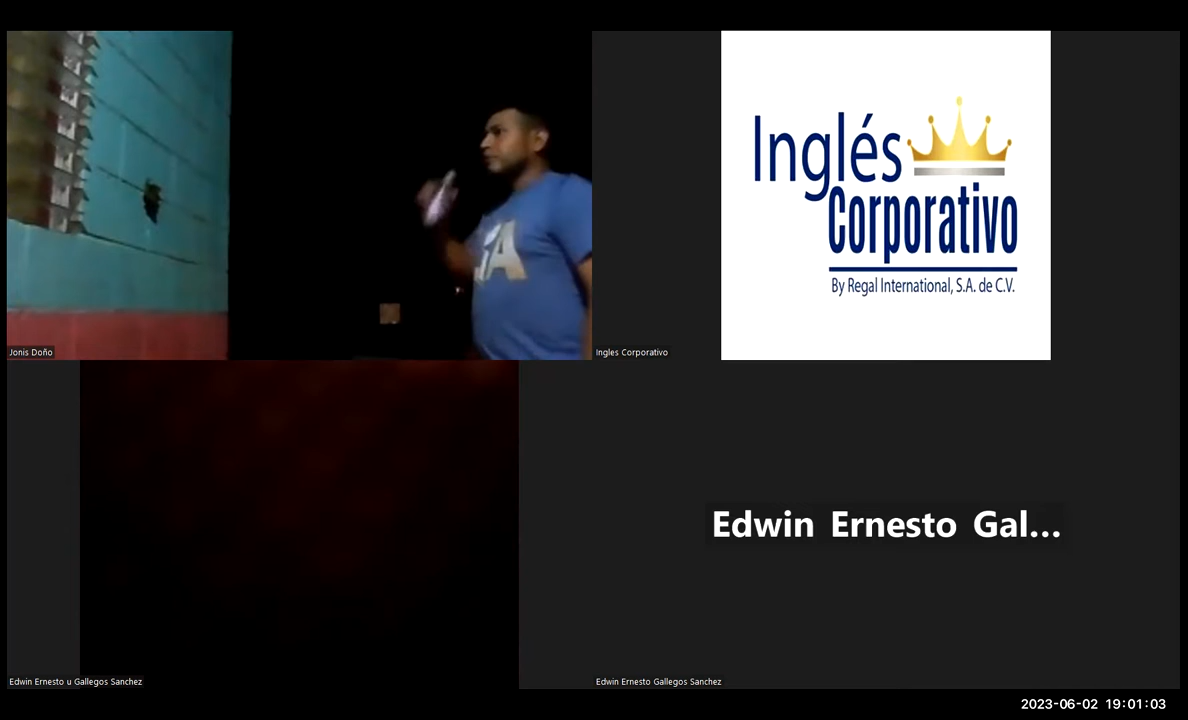 Inglés
Corporativo
By Regal International, S.A. de C.V.
Jonis Doño
Ingles Corporativo
Edwin Ernesto Gal...
Edwin Ernesto u Gallegos Sanchez
Edwin Ernesto Gallegos Sanchez
2023-06-02 19:01:03